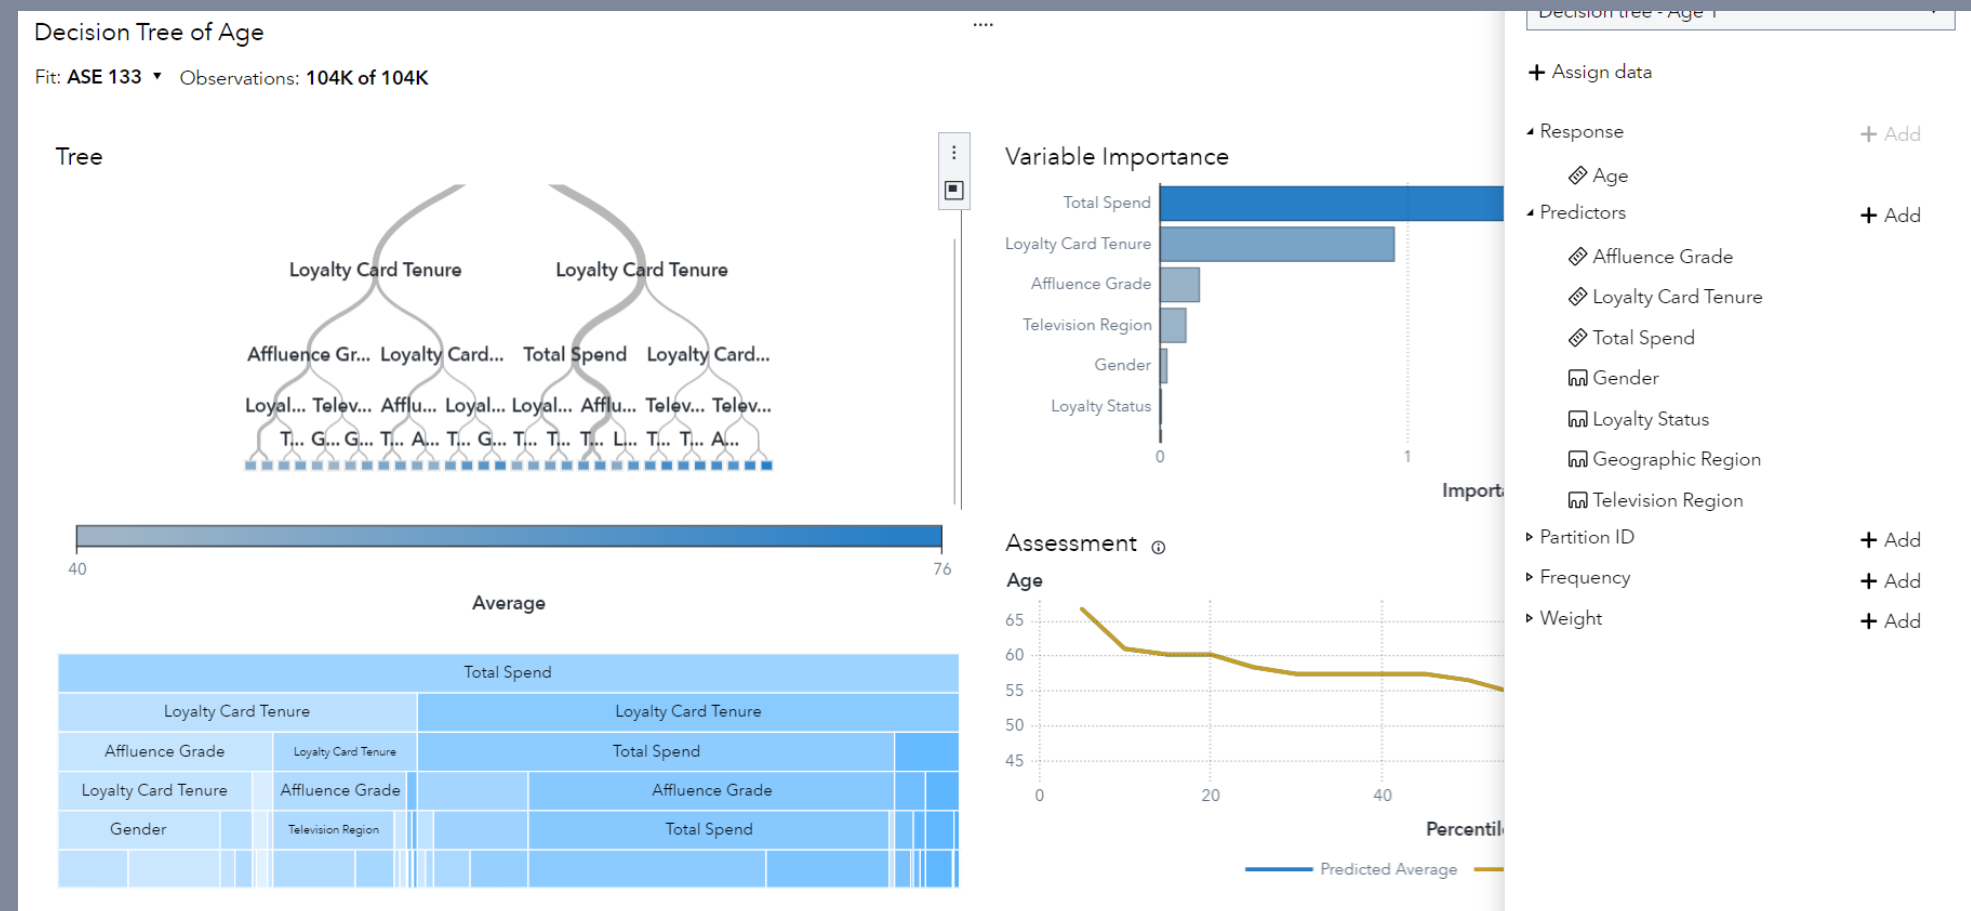 Decision Tree of Age
Fit: ASE 133 Observations: 104K of 104K
Tree
Loyalty Card Tenure Loyalty Card Tenure
Affluence Gr... Loyalty Card... Total Spend Loyalty Card...
Loyal... Telev... Afflu... Loyal... Loyal... Afflu... Telev... Telev...
T... G... G... T... A... T... G... T... T... T... L... T... T... A...
40 76
Average
Total Spend
Loyalty Card Tenure Loyalty Card Tenure
Affluence Grade Loyalty Card Tenure Total Spend
Loyalty Card Tenure Affluence Grade Affluence Grade
Gender Television Region Total Spend
Variable Importance
Total Spend
Loyalty Card Tenure
Affluence Grade
Television Region
Gender
Loyalty Status
0 1
Importa
Assessment
Age
65
60
55
50
45
0 20 40
Percentil
Predicted Average
Decision tree - Age 1
+ Assign data
Response + Add
Age
Predictors + Add
Affluence Grade
Loyalty Card Tenure
Total Spend
Gender
Loyalty Status
Geographic Region
Television Region
Partition ID + Add
Frequency + Add
Weight + Add